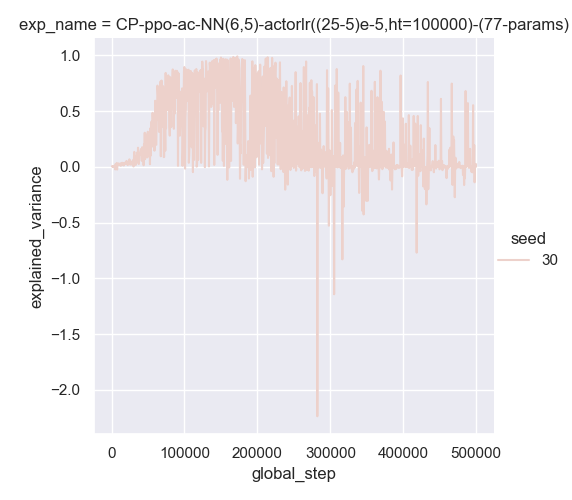 exp_name = CP-ppo-ac-NN(6,5)-actorlr((25-5)e-5,ht=100000)-(77-params)
1.0
0.5
0.0
−0.5
−1.0
−1.5
−2.0
explained_variance
0 100000 200000 300000 400000 500000
global_step
seed
30